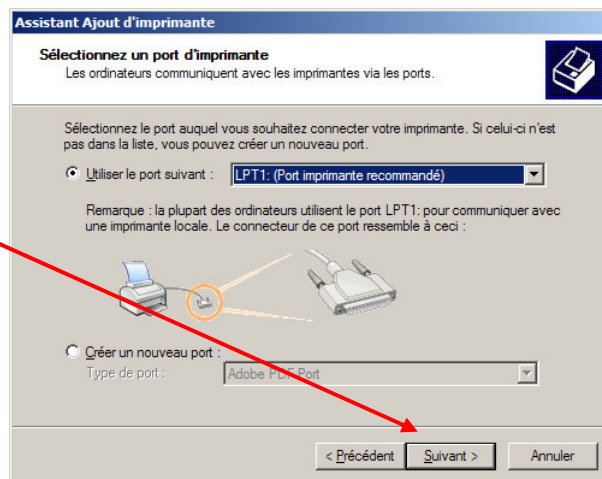 Assistant Ajout d'imprimante
Sélectionnez un port d'imprimante
Les ordinateurs communiquent avec les imprimantes via les ports.
Sélectionnez le port auquel vous souhaitez connecter votre imprimante. Si celui-ci n'est
pas dans la liste, vous pouvez créer un nouveau port.
Utiliser le port suivant : LPT1: (Port imprimante recommandé)
Remarque : la plupart des ordinateurs utilisent le port LPT1: pour communiquer avec
une imprimante locale. Le connecteur de ce port ressemble à ceci :
Créer un nouveau port :
Type de port : Adobe PDF Port
< Précédent Suivant > Annuler